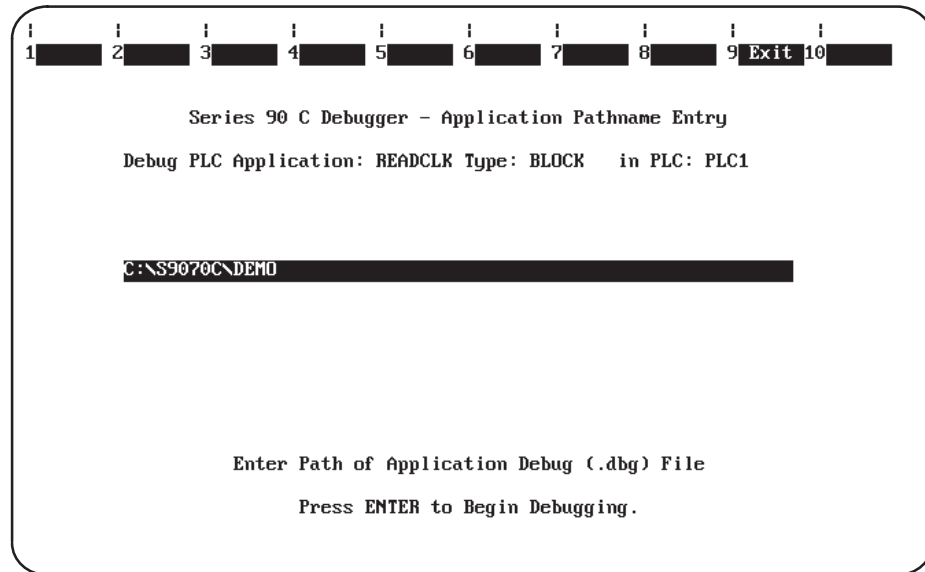 1 2 3 4 5 6 7 8 9 Exit 10
Series 90 C Debugger - Application Pathname Entry
Debug PLC Application: READCLK Type: BLOCK in PLC: PLC1
C:\S9070C\DEMO
Enter Path of Application Debug (.dbg) File
Press ENTER to Begin Debugging.